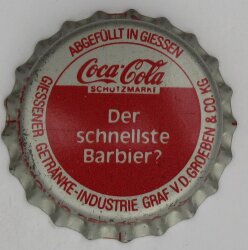 ABGEFÜLLT IN GIESSEN
Coca-Cola
SCHUTZMARKE
Der
schnellste
Barbier?
GIESSENER GETRÄNKE-INDUSTRIE GRAF V.D. GROEBEN & CO. KG